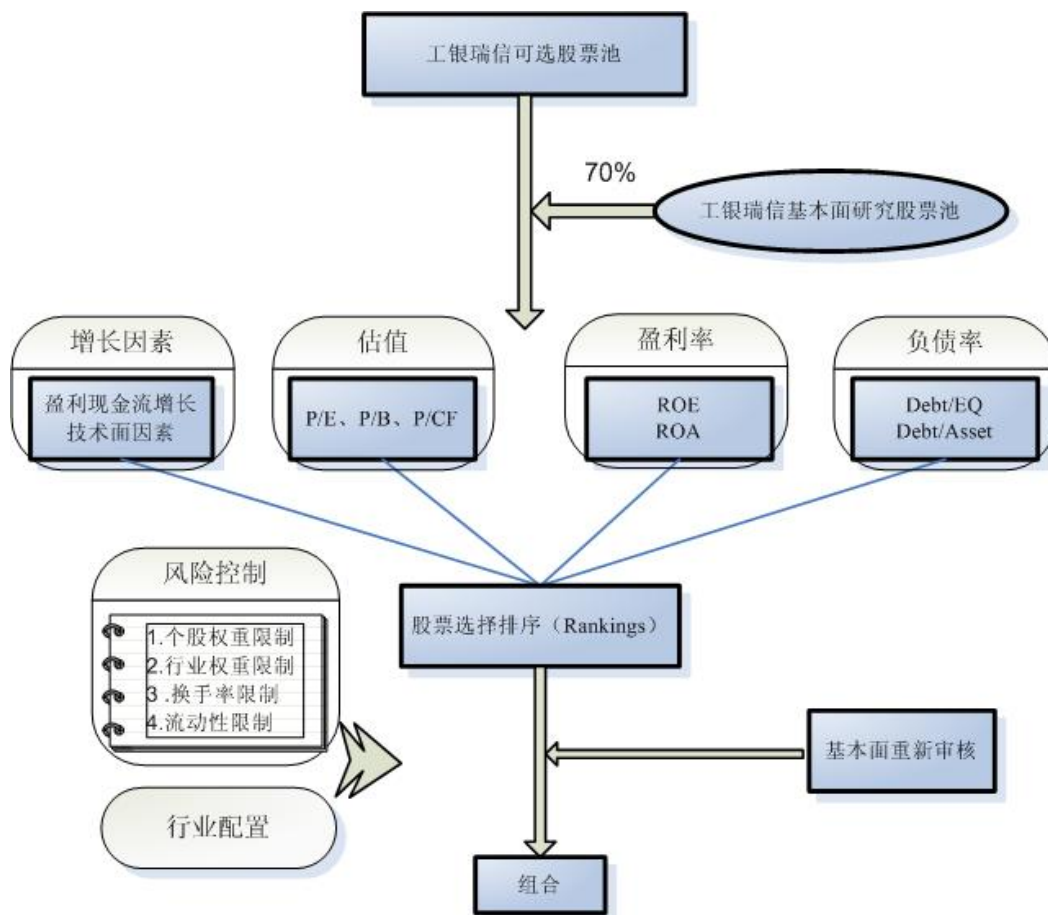 工银瑞信可选股票池
70%
工银瑞信基本面研究股票池
增长因素
盈利现金流增长
技术面因素
估值
P/E、P/B、P/CF
盈利率
ROE
ROA
负债率
Debt/EQ
Debt/Asset
风险控制
1.个股权重限制
2.行业权重限制
3 .换手率限制
4.流动性限制
股票选择排序（Rankings）
基本面重新审核
行业配置
组合